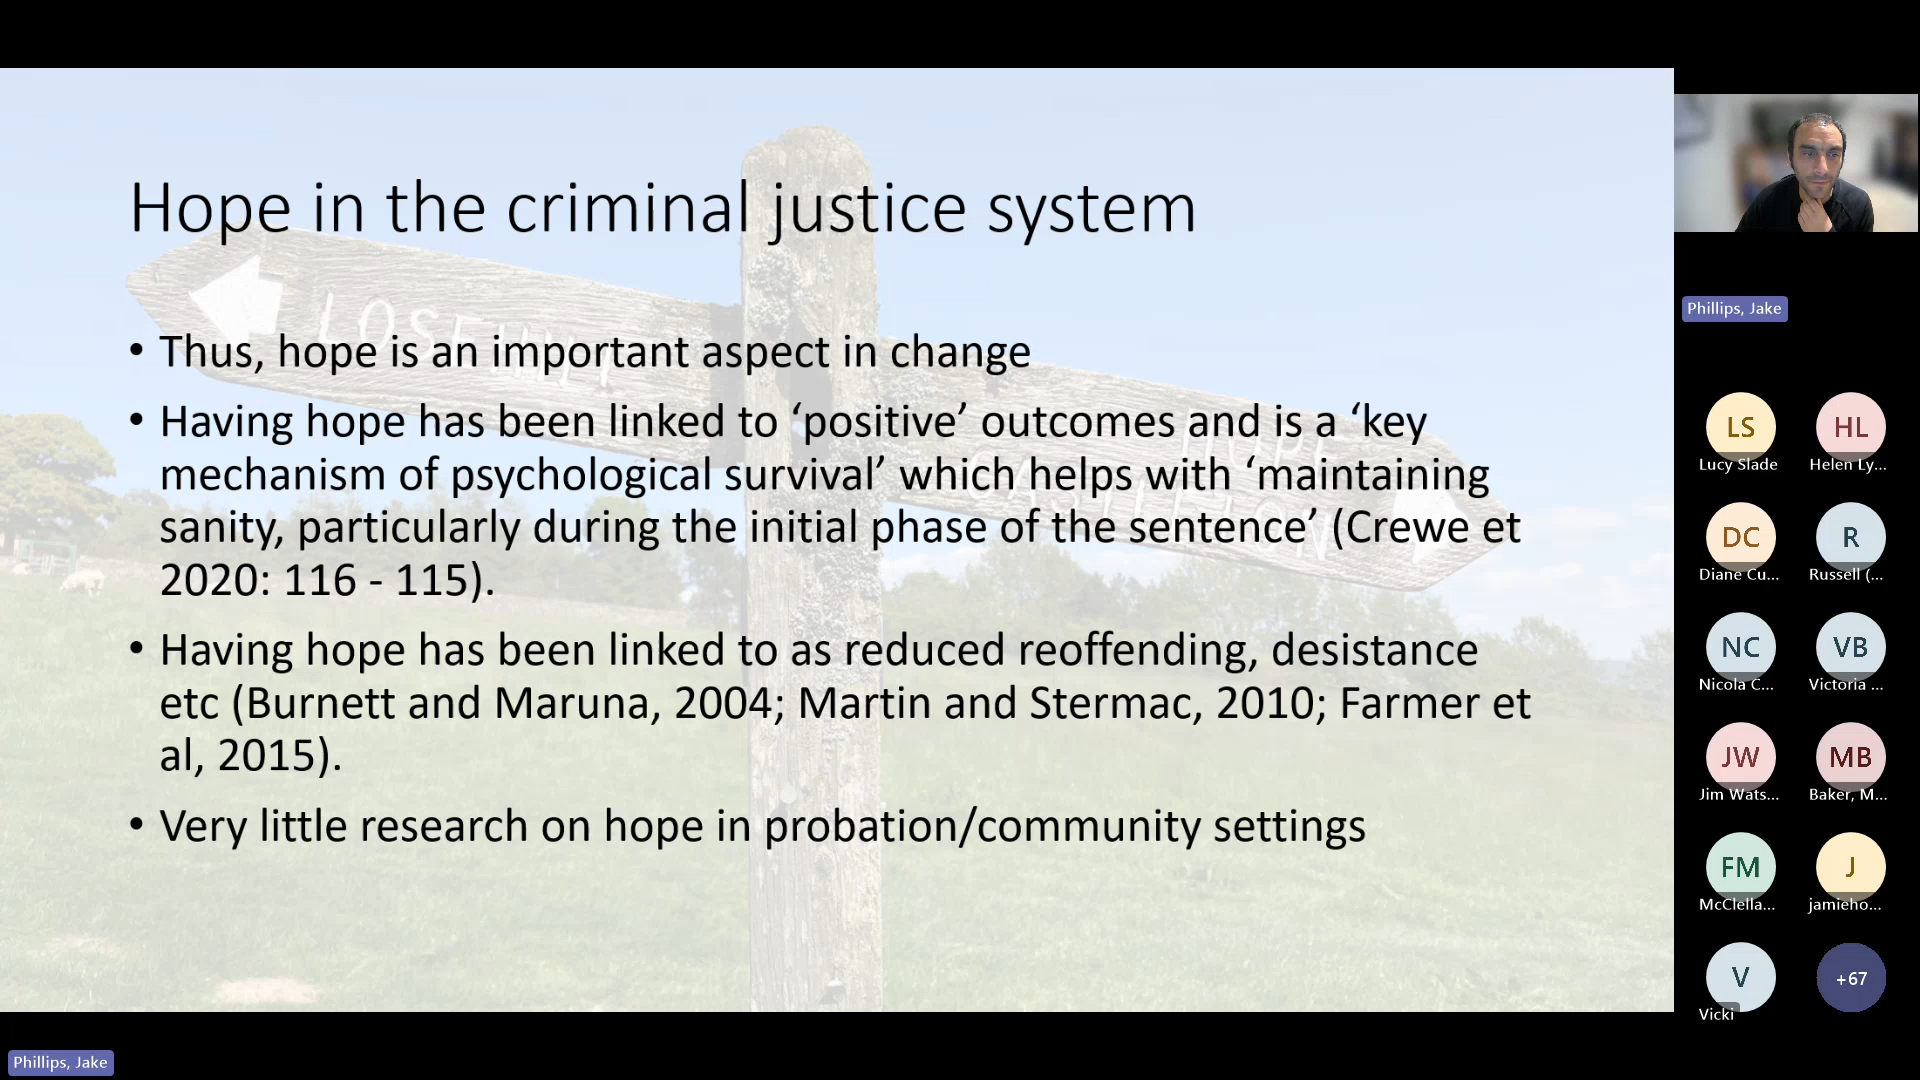 Hope in the criminal justice system
LOSE HILL
HOPE
CASTLETON
• Thus, hope is an important aspect in change
• Having hope has been linked to ‘positive’ outcomes and is a ‘key
mechanism of psychological survival’ which helps with ‘maintaining
sanity, particularly during the initial phase of the sentence’ (Crewe et
2020: 116 - 115).
• Having hope has been linked to as reduced reoffending, desistance
etc (Burnett and Maruna, 2004; Martin and Stermac, 2010; Farmer et
al, 2015).
• Very little research on hope in probation/community settings
Phillips, Jake
LS
HL
Lucy Slade
Helen Ly...
DC
R
Diane Cu...
Russell (...
NC
VB
Nicola C...
Victoria ...
JW
MB
Jim Wats...
Baker, M...
FM
J
McClella...
jamieho...
V
+67
Vicki
Phillips, Jake